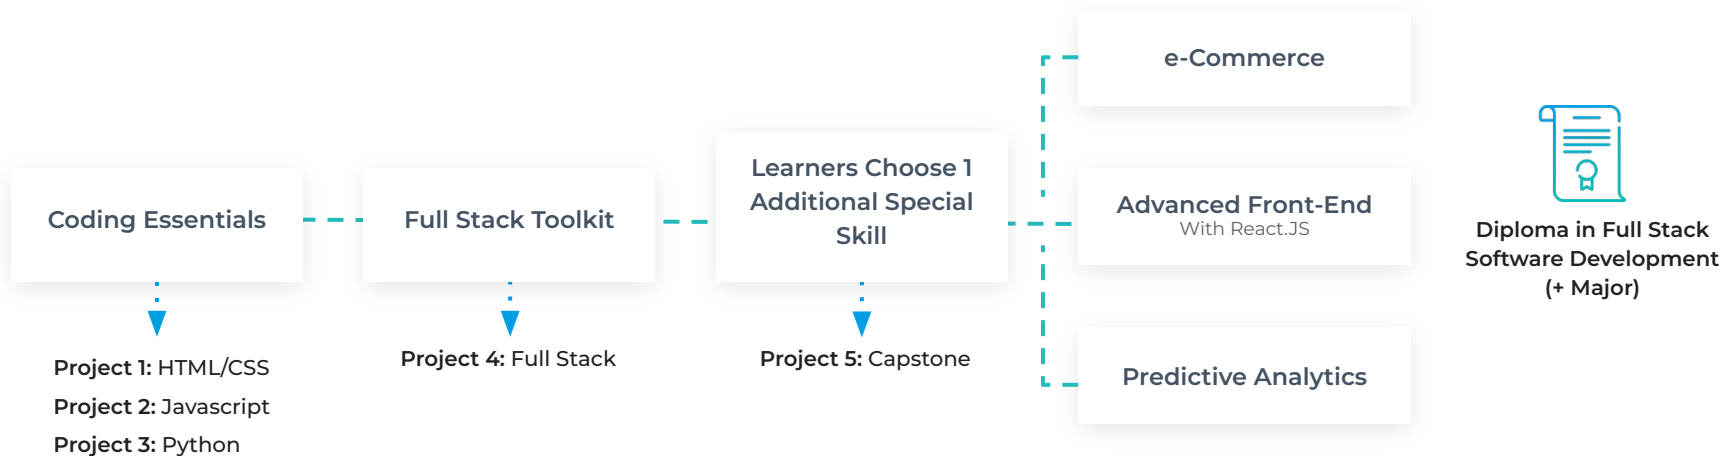 Coding Essentials
Project 1: HTML/CSS
Project 2: Javascript
Project 3: Python
Full Stack Toolkit
Project 4: Full Stack
Learners Choose 1
Additional Special
Skill
Project 5: Capstone
e-Commerce
Advanced Front-End
With React.JS
Predictive Analytics
Diploma in Full Stack
Software Development
(+ Major)